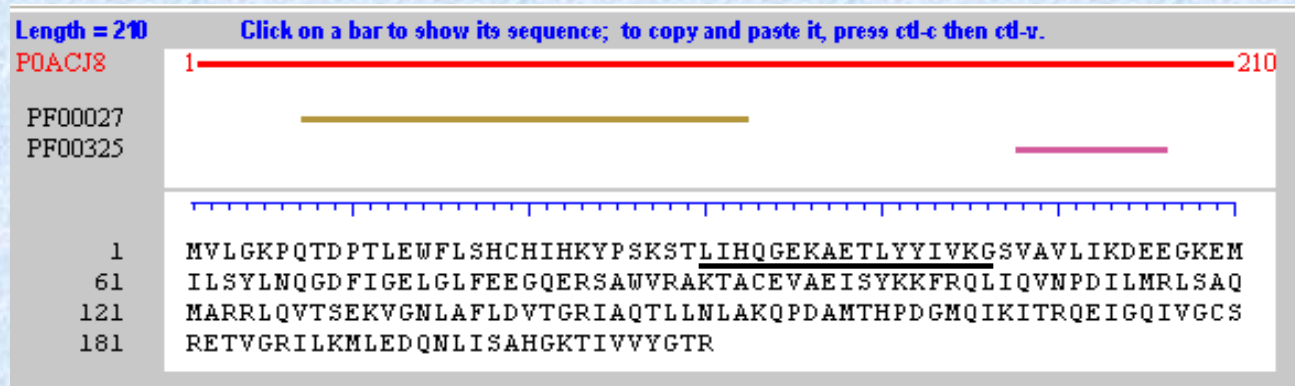 Length = 210 Click on a bar to show its sequence; to copy and paste it, press ctl-c then ctl-v.
P0ACJ8 1 210
PF00027
PF00325
1 MVLGKPQTDPTLEWFLSHCHIHKYPSKSTLIHQGEKAETLYYIVKGSVAVLIKDEEGKEM
61 ILSYLNQGDFIGELGLFEEGQERSAWVRAKTACEVAEISYKKFRQLIQVNPDILMRLSAQ
121 MARRLQVTSEKVGNLAFLDVTGRIAQTLLNLAKQPDAMTHPDGMQIKITRQEIGQIVGCS
181 RETVGRILKMLEDQNLISAHGKTIVVYGTR